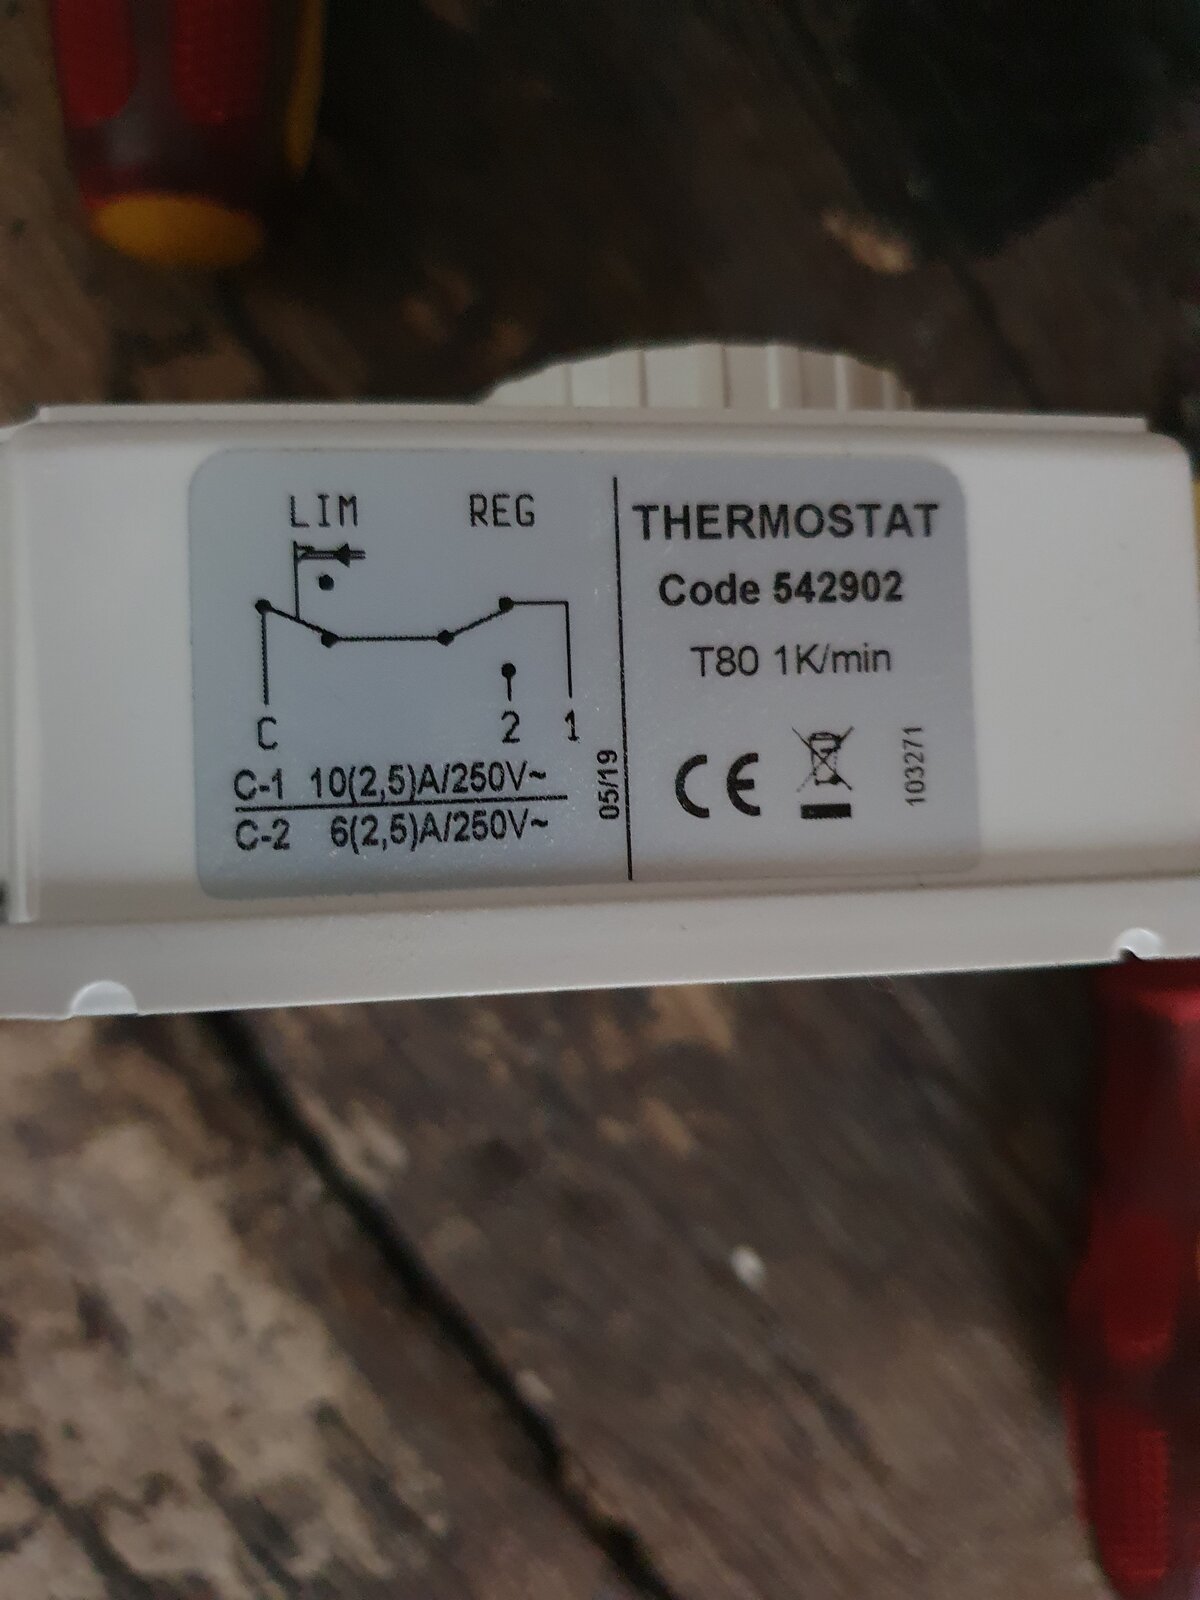 LIM REG
C 2 1
C-1 10(2,5)A/250V~
C-2 6(2,5)A/250V~
05/19
THERMOSTAT
Code 542902
T80 1K/min
CE
103271